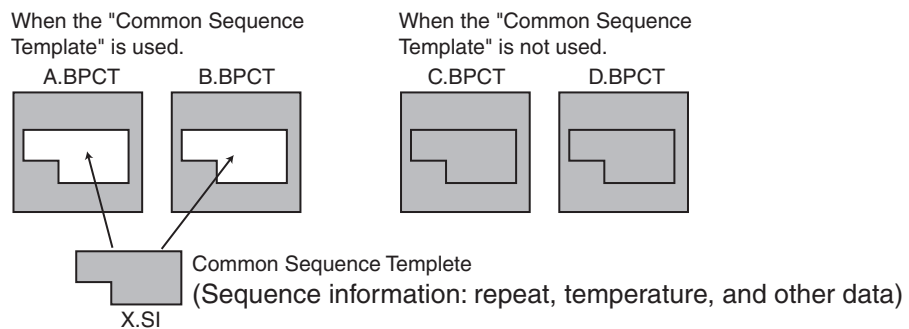 When the "Common Sequence
Template" is used.
A.BPCT B.BPCT
When the "Common Sequence
Template" is not used.
C.BPCT D.BPCT
Common Sequence Templete
(Sequence information: repeat, temperature, and other data)
X.SI